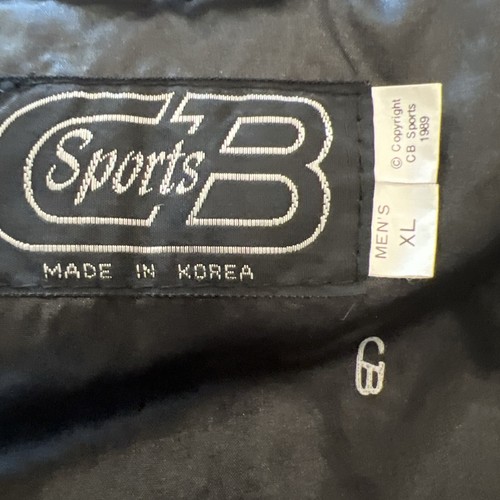 CB
Sports
MADE IN KOREA
© Copyright
CB Sports
1989
MEN'S
XL
CB